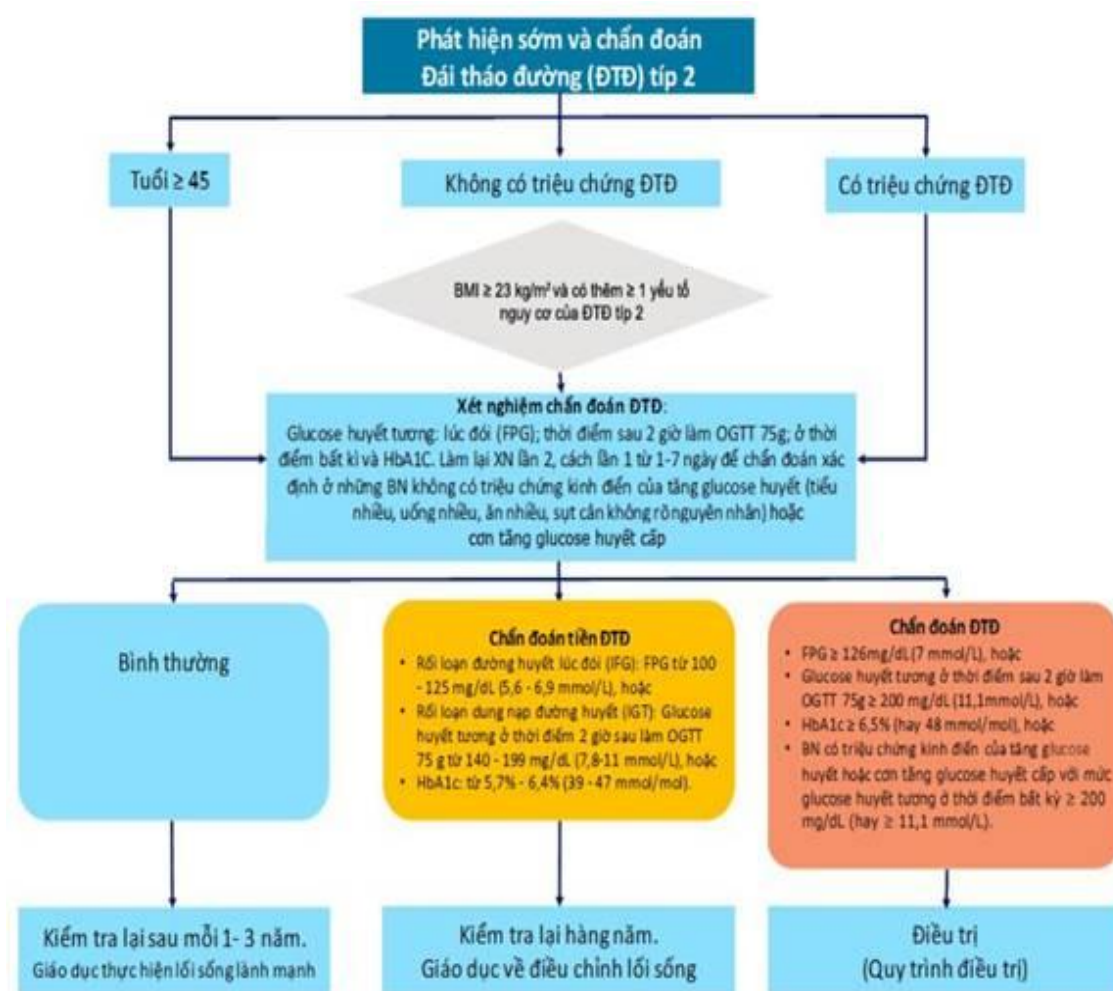 Phát hiện sớm và chẩn đoán
Đái tháo đường (ĐTĐ) típ 2
Tuổi ≥ 45
Không có triệu chứng ĐTĐ
Có triệu chứng ĐTĐ
BMI ≥ 23 kg/m² và có thêm ≥ 1 yếu tố
nguy cơ của ĐTĐ típ 2
Xét nghiệm chẩn đoán ĐTĐ:
Glucose huyết tương: lúc đói (FPG); thời điểm sau 2 giờ làm OGTT 75g; ở thời
điểm bất kì và HbA1C. Làm lại XN lần 2, cách lần 1 từ 1-7 ngày để chẩn đoán xác
định ở những BN không có triệu chứng kinh điển của tăng glucose huyết (tiểu
nhiều, uống nhiều, ăn nhiều, sụt cân không rõ nguyên nhân) hoặc
cơn tăng glucose huyết cấp
Bình thường
Chẩn đoán tiền ĐTĐ
• Rối loạn đường huyết lúc đói (IFG): FPG từ 100
- 125 mg/dL (5,6 - 6,9 mmol/L), hoặc
• Rối loạn dung nạp đường huyết (IGT): Glucose
huyết tương ở thời điểm 2 giờ sau làm OGTT
75 g từ 140 - 199 mg/dL (7,8-11 mmol/L), hoặc
• HbA1c: từ 5,7% - 6,4% (39 - 47 mmol/mol).
Chẩn đoán ĐTĐ
• FPG ≥ 126mg/dL (7 mmol/L), hoặc
• Glucose huyết tương ở thời điểm sau 2 giờ làm
OGTT 75g ≥ 200 mg/dL (11,1mmol/L), hoặc
• HbA1c ≥ 6,5% (hay 48 mmol/mol), hoặc
• BN có triệu chứng kinh điển của tăng glucose
huyết hoặc cơn tăng glucose huyết cấp với mức
glucose huyết tương ở thời điểm bất kỳ ≥ 200
mg/dL (hay ≥ 11,1 mmol/L).
Kiểm tra lại sau mỗi 1- 3 năm.
Giáo dục thực hiện lối sống lành mạnh
Kiểm tra lại hàng năm.
Giáo dục về điều chỉnh lối sống
Điều trị
(Quy trình điều trị)